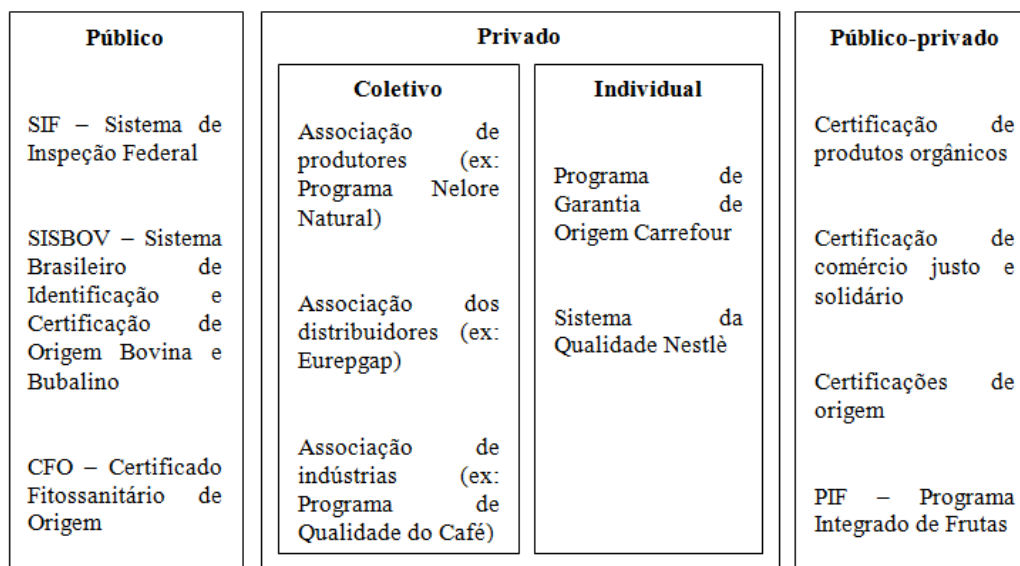 Público
SIF – Sistema de
Inspeção Federal
SISBOV – Sistema
Brasileiro de
Identificação e
Certificação de
Origem Bovina e
Bubalino
CFO – Certificado
Fitossanitário de
Origem
Privado
Coletivo
Associação de
produtores (ex:
Programa Nelore
Natural)
Associação dos
distribuidores (ex:
Eurepgap)
Associação de
indústrias (ex:
Programa de
Qualidade do Café)
Individual
Programa de
Garantia de
Origem Carrefour
Sistema da
Qualidade Nestlè
Público-privado
Certificação de
produtos orgânicos
Certificação de
comércio justo e
solidário
Certificações de
origem
PIF – Programa
Integrado de Frutas